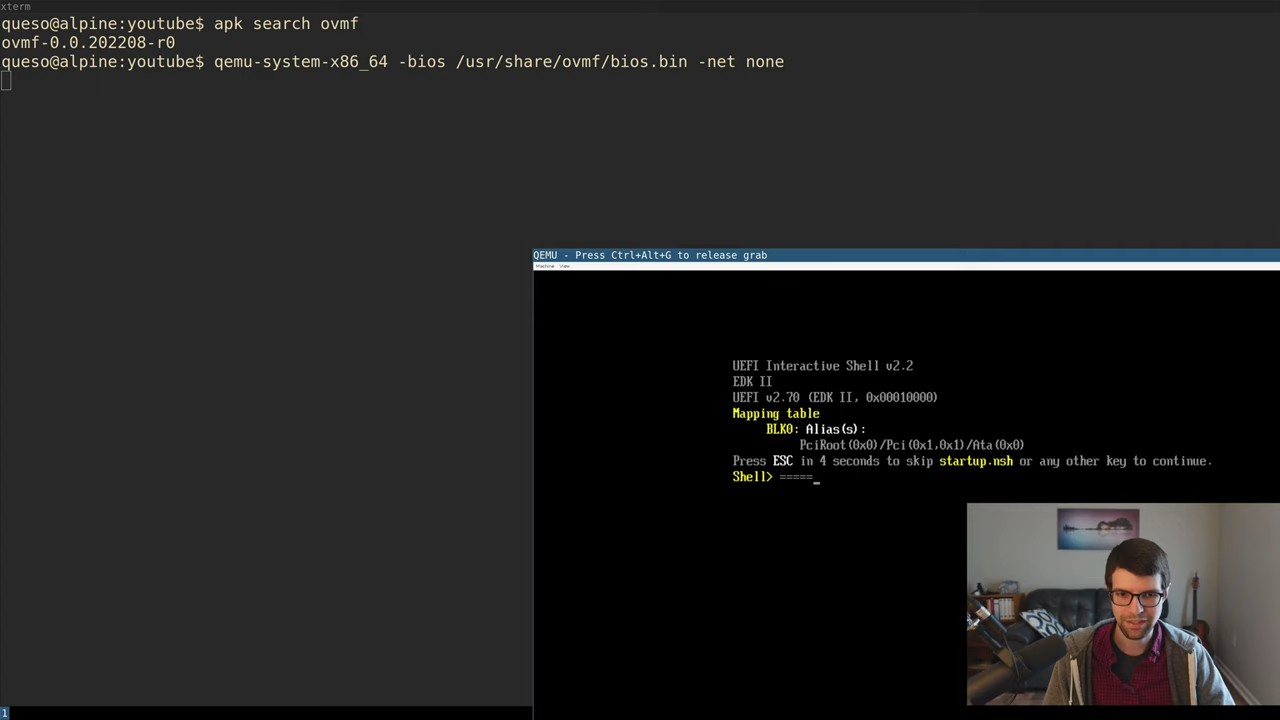 xterm
queso@alpine:youtube$ apk search ovmf
ovmf-0.0.202208-r0
queso@alpine:youtube$ qemu-system-x86_64 -bios /usr/share/ovmf/bios.bin -net none
QEMU - Press Ctrl+Alt+G to release grab
Machine View
UEFI Interactive Shell v2.2
EDK II
UEFI v2.70 (EDK II, 0x00010000)
Mapping table
BLK0: Alias(s):
PciRoot(0x0)/Pci(0x1,0x1)/Ata(0x0)
Press ESC in 4 seconds to skip startup.nsh or any other key to continue.
Shell> =====_
1